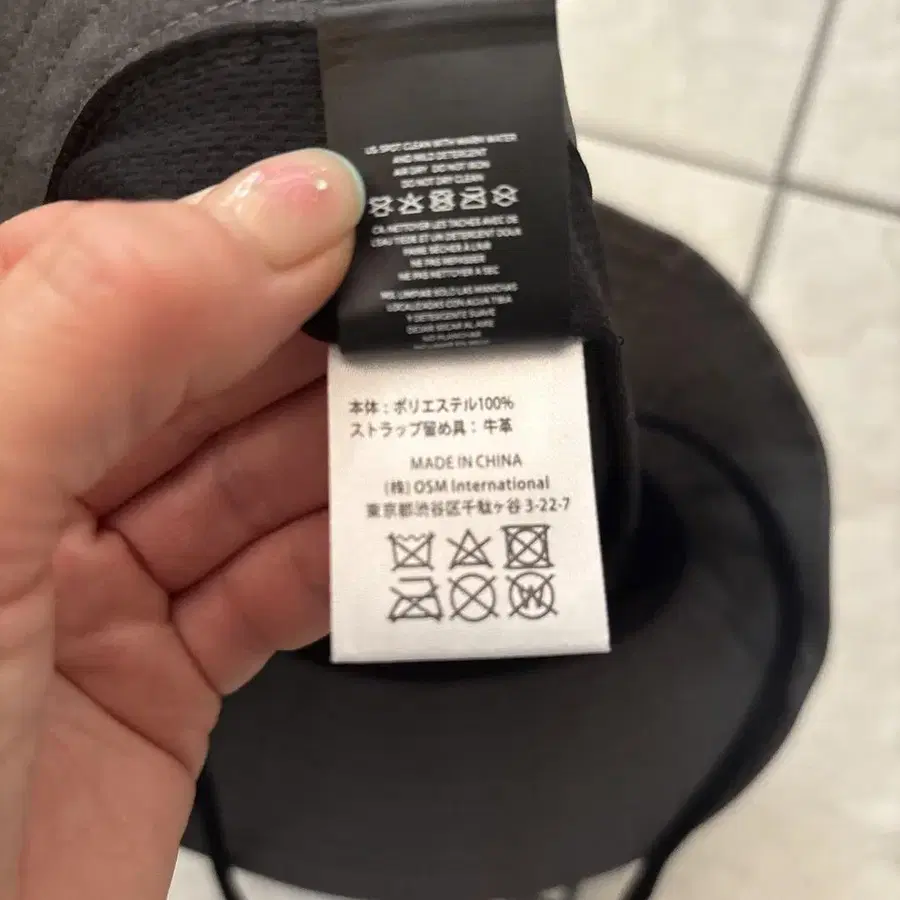 US. SPOT CLEAN WITH WARM WATER
AND MILD DETERGENT
AIR DRY DO NOT IRON
DO NOT DRY CLEAN
CA. NETTOYER LES TACHES AVEC DE
L'EAU TIEDE ET UN DETERGENT DOUX
FAIRE SÉCHER À L'AIR
NE PAS REPASSER
NE PAS NETTOYER A SEC
MX. LIMPIAR SOLO LAS MANCHAS
LOCALIZADAS CON AGUA TIBIA
Y DETERGENTE SUAVE
DEJAR SECAR AL AIRE
NO PLANCHAR
本体：ポリエステル100%
ストラップ留め具：牛革
MADE IN CHINA
(株) OSM International
東京都渋谷区千駄ヶ谷 3-22-7
W